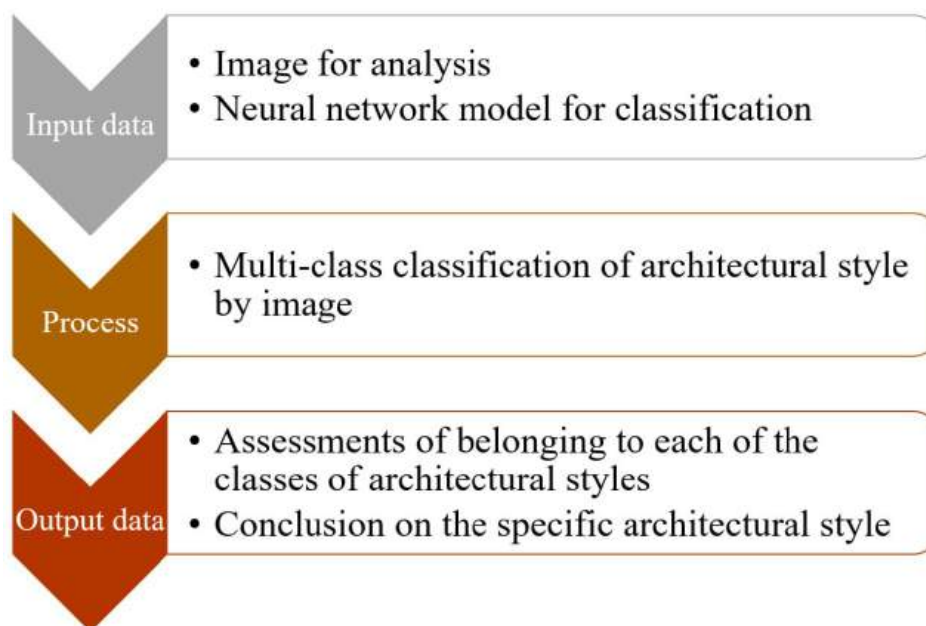 Input data
• Image for analysis
• Neural network model for classification
Process
• Multi-class classification of architectural style
by image
Output data
• Assessments of belonging to each of the
classes of architectural styles
• Conclusion on the specific architectural style